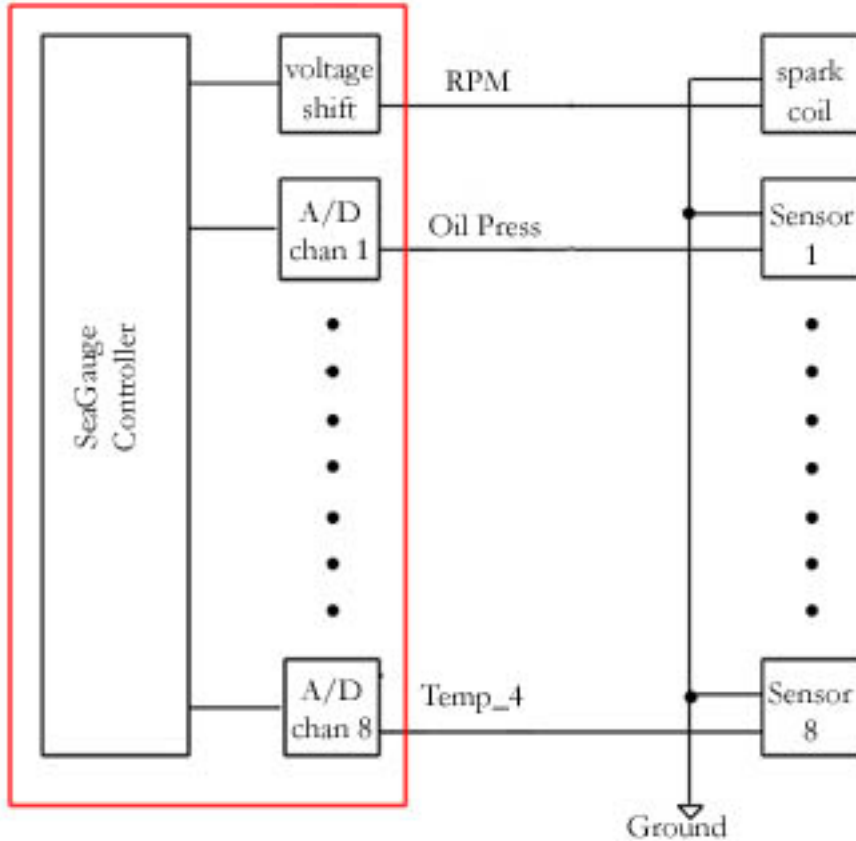 voltage
shift
RPM
spark
coil
A/D
chan 1
Oil Press
Sensor
1
SeaGauge
Controller
A/D
chan 8
Temp_4
Sensor
8
Ground